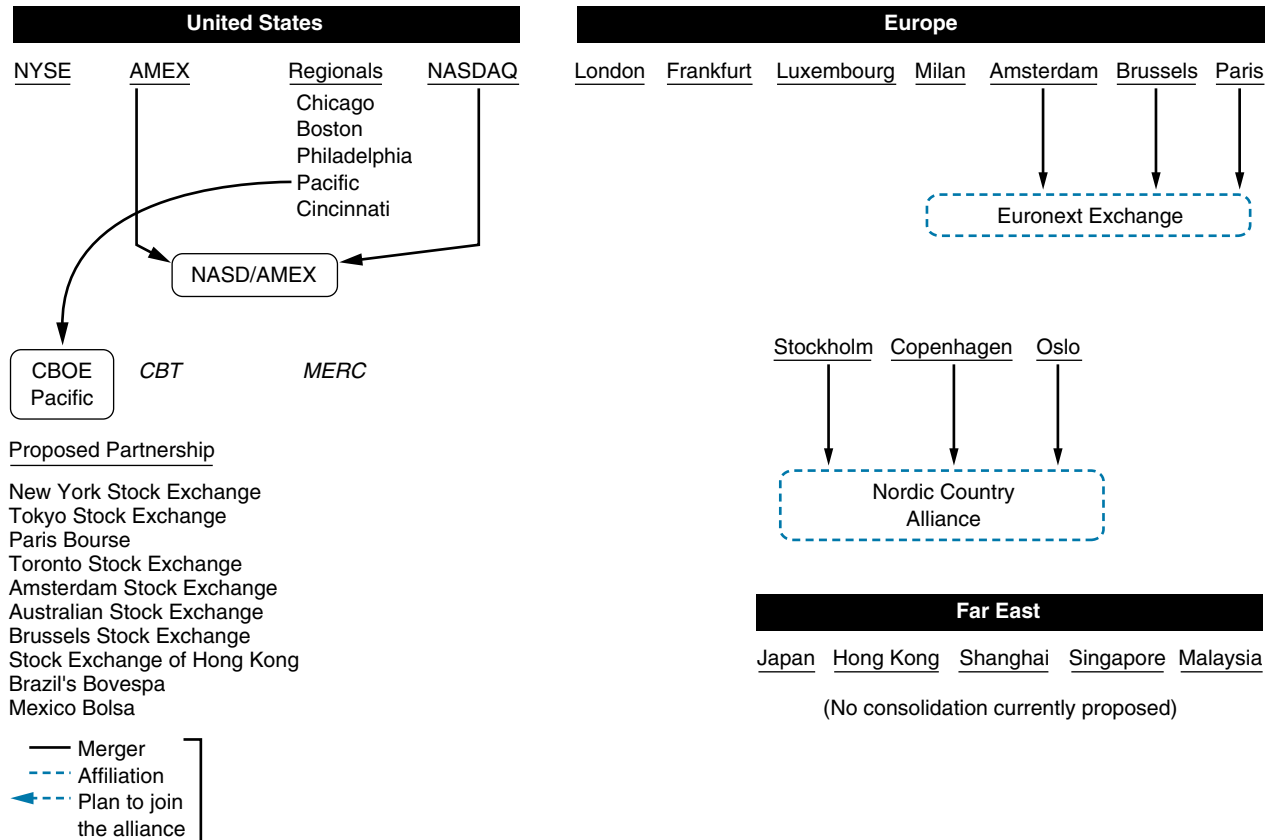 United States
NYSE AMEX Regionals NASDAQ
Chicago
Boston
Philadelphia
Pacific
Cincinnati
NASD/AMEX
CBOE
Pacific
CBT MERC
Proposed Partnership
New York Stock Exchange
Tokyo Stock Exchange
Paris Bourse
Toronto Stock Exchange
Amsterdam Stock Exchange
Australian Stock Exchange
Brussels Stock Exchange
Stock Exchange of Hong Kong
Brazil's Bovespa
Mexico Bolsa
Merger
Affiliation
Plan to join
the alliance
Europe
London Frankfurt Luxembourg Milan Amsterdam Brussels Paris
Euronext Exchange
Stockholm Copenhagen Oslo
Nordic Country
Alliance
Far East
Japan Hong Kong Shanghai Singapore Malaysia
(No consolidation currently proposed)